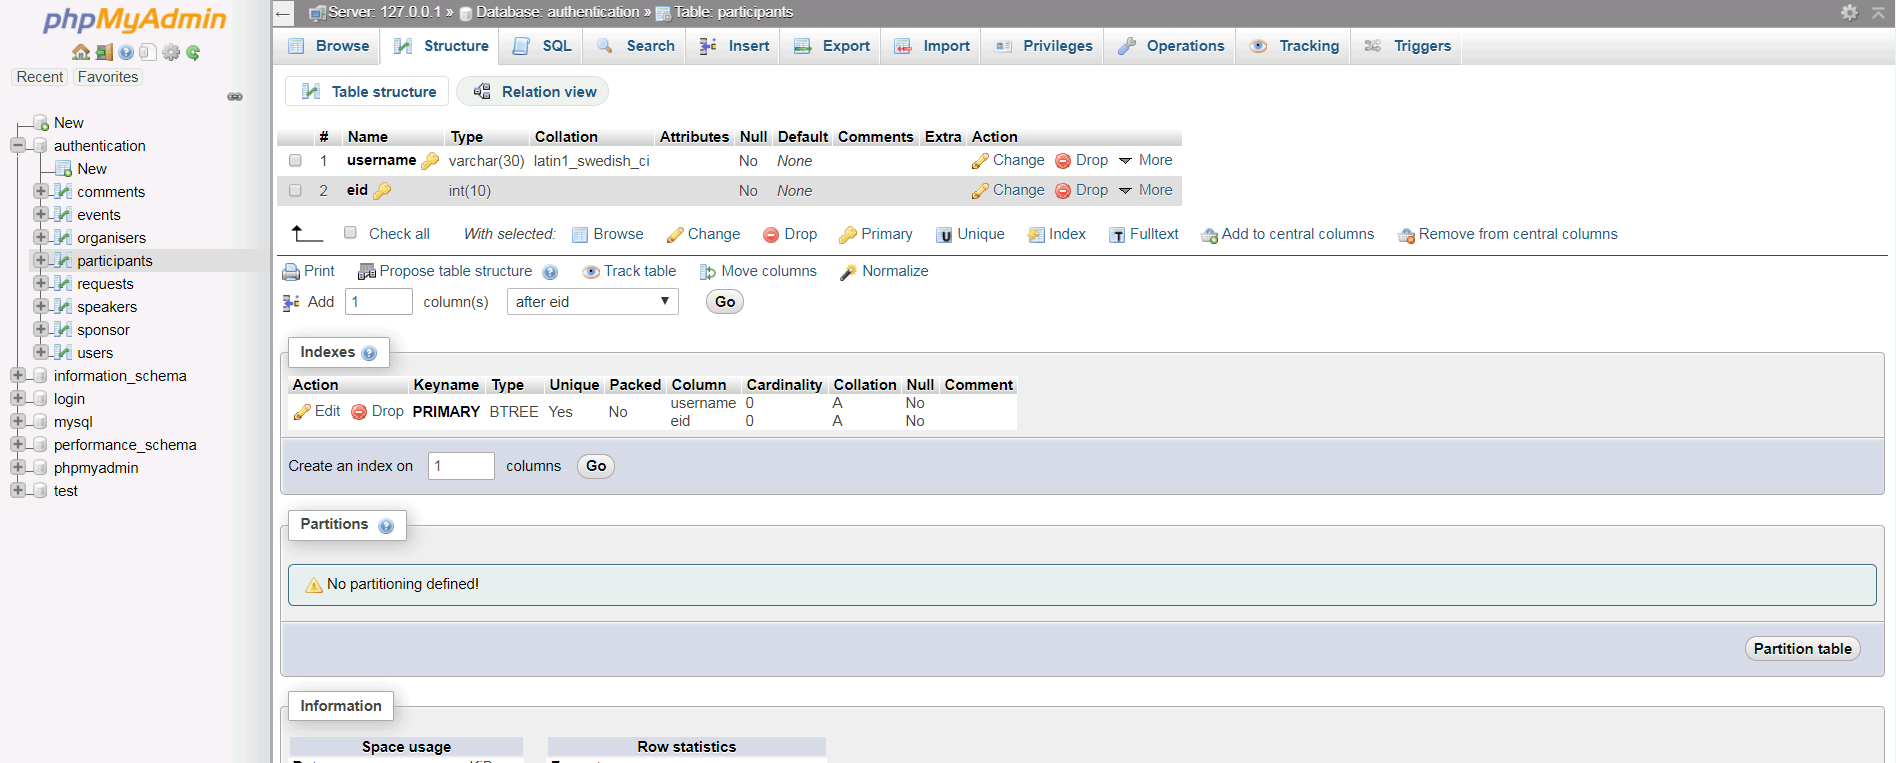 phpMyAdmin
Recent Favorites
New
authentication
New
comments
events
organisers
participants
requests
speakers
sponsor
users
information_schema
login
mysql
performance_schema
phpmyadmin
test
← Server: 127.0.0.1 » Database: authentication » Table: participants
Browse Structure SQL Search Insert Export Import Privileges Operations Tracking Triggers
Table structure Relation view
# Name Type Collation Attributes Null Default Comments Extra Action
1 username varchar(30) latin1_swedish_ci No None Change Drop More
2 eid int(10) No None Change Drop More
Check all With selected: Browse Change Drop Primary Unique Index Fulltext Add to central columns Remove from central columns
Print Propose table structure Track table Move columns Normalize
Add 1 column(s) after eid Go
Indexes
Action Keyname Type Unique Packed Column Cardinality Collation Null Comment
Edit Drop PRIMARY BTREE Yes No username 0 A No
eid 0 A No
Create an index on 1 columns Go
Partitions
No partitioning defined!
Partition table
Information
Space usage Row statistics